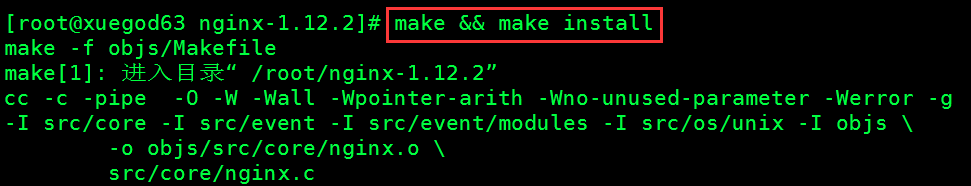 [root@xuegod63 nginx-1.12.2]# make && make install
make -f objs/Makefile
make[1]: 进入目录“ /root/nginx-1.12.2”
cc -c -pipe  -O -W -Wall -Wpointer-arith -Wno-unused-parameter -Werror -g
-I src/core -I src/event -I src/event/modules -I src/os/unix -I objs \
        -o objs/src/core/nginx.o \
        src/core/nginx.c